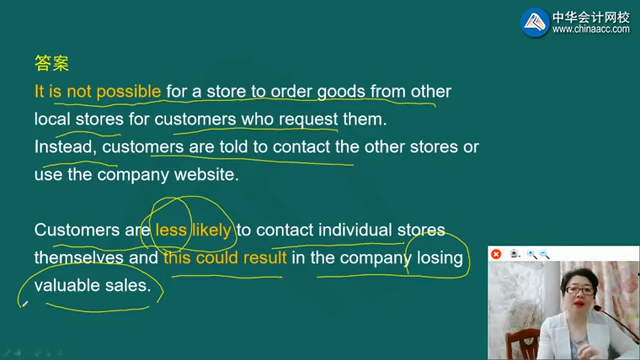 中华会计网校
www.chinaacc.com
答案
It is not possible for a store to order goods from other
local stores for customers who request them.
Instead, customers are told to contact the other stores or
use the company website.
Customers are less likely to contact individual stores
themselves and this could result in the company losing
valuable sales.